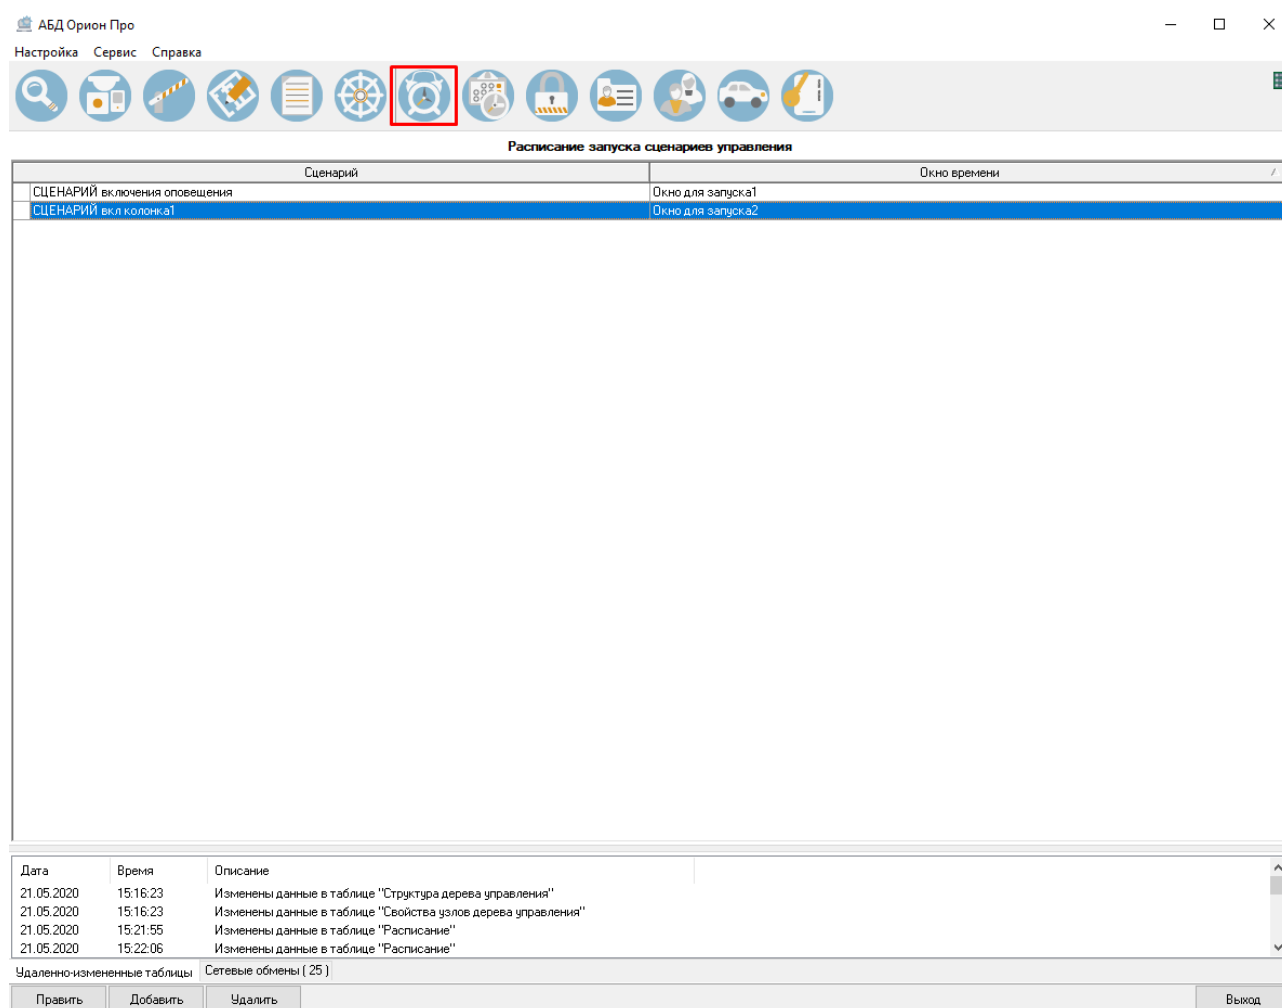 АБД Орион Про
Настройка Сервис Справка
Расписание запуска сценариев управления
Сценарий Окно времени
СЦЕНАРИЙ включения оповещения Окно для запуска1
СЦЕНАРИЙ вкл колонка1 Окно для запуска2
Дата Время Описание
21.05.2020 15:16:23 Изменены данные в таблице "Структура дерева управления"
21.05.2020 15:16:23 Изменены данные в таблице "Свойства узлов дерева управления"
21.05.2020 15:21:55 Изменены данные в таблице "Расписание"
21.05.2020 15:22:06 Изменены данные в таблице "Расписание"
Удаленно-измененные таблицы Сетевые обмены ( 25 )
Править Добавить Удалить Выход